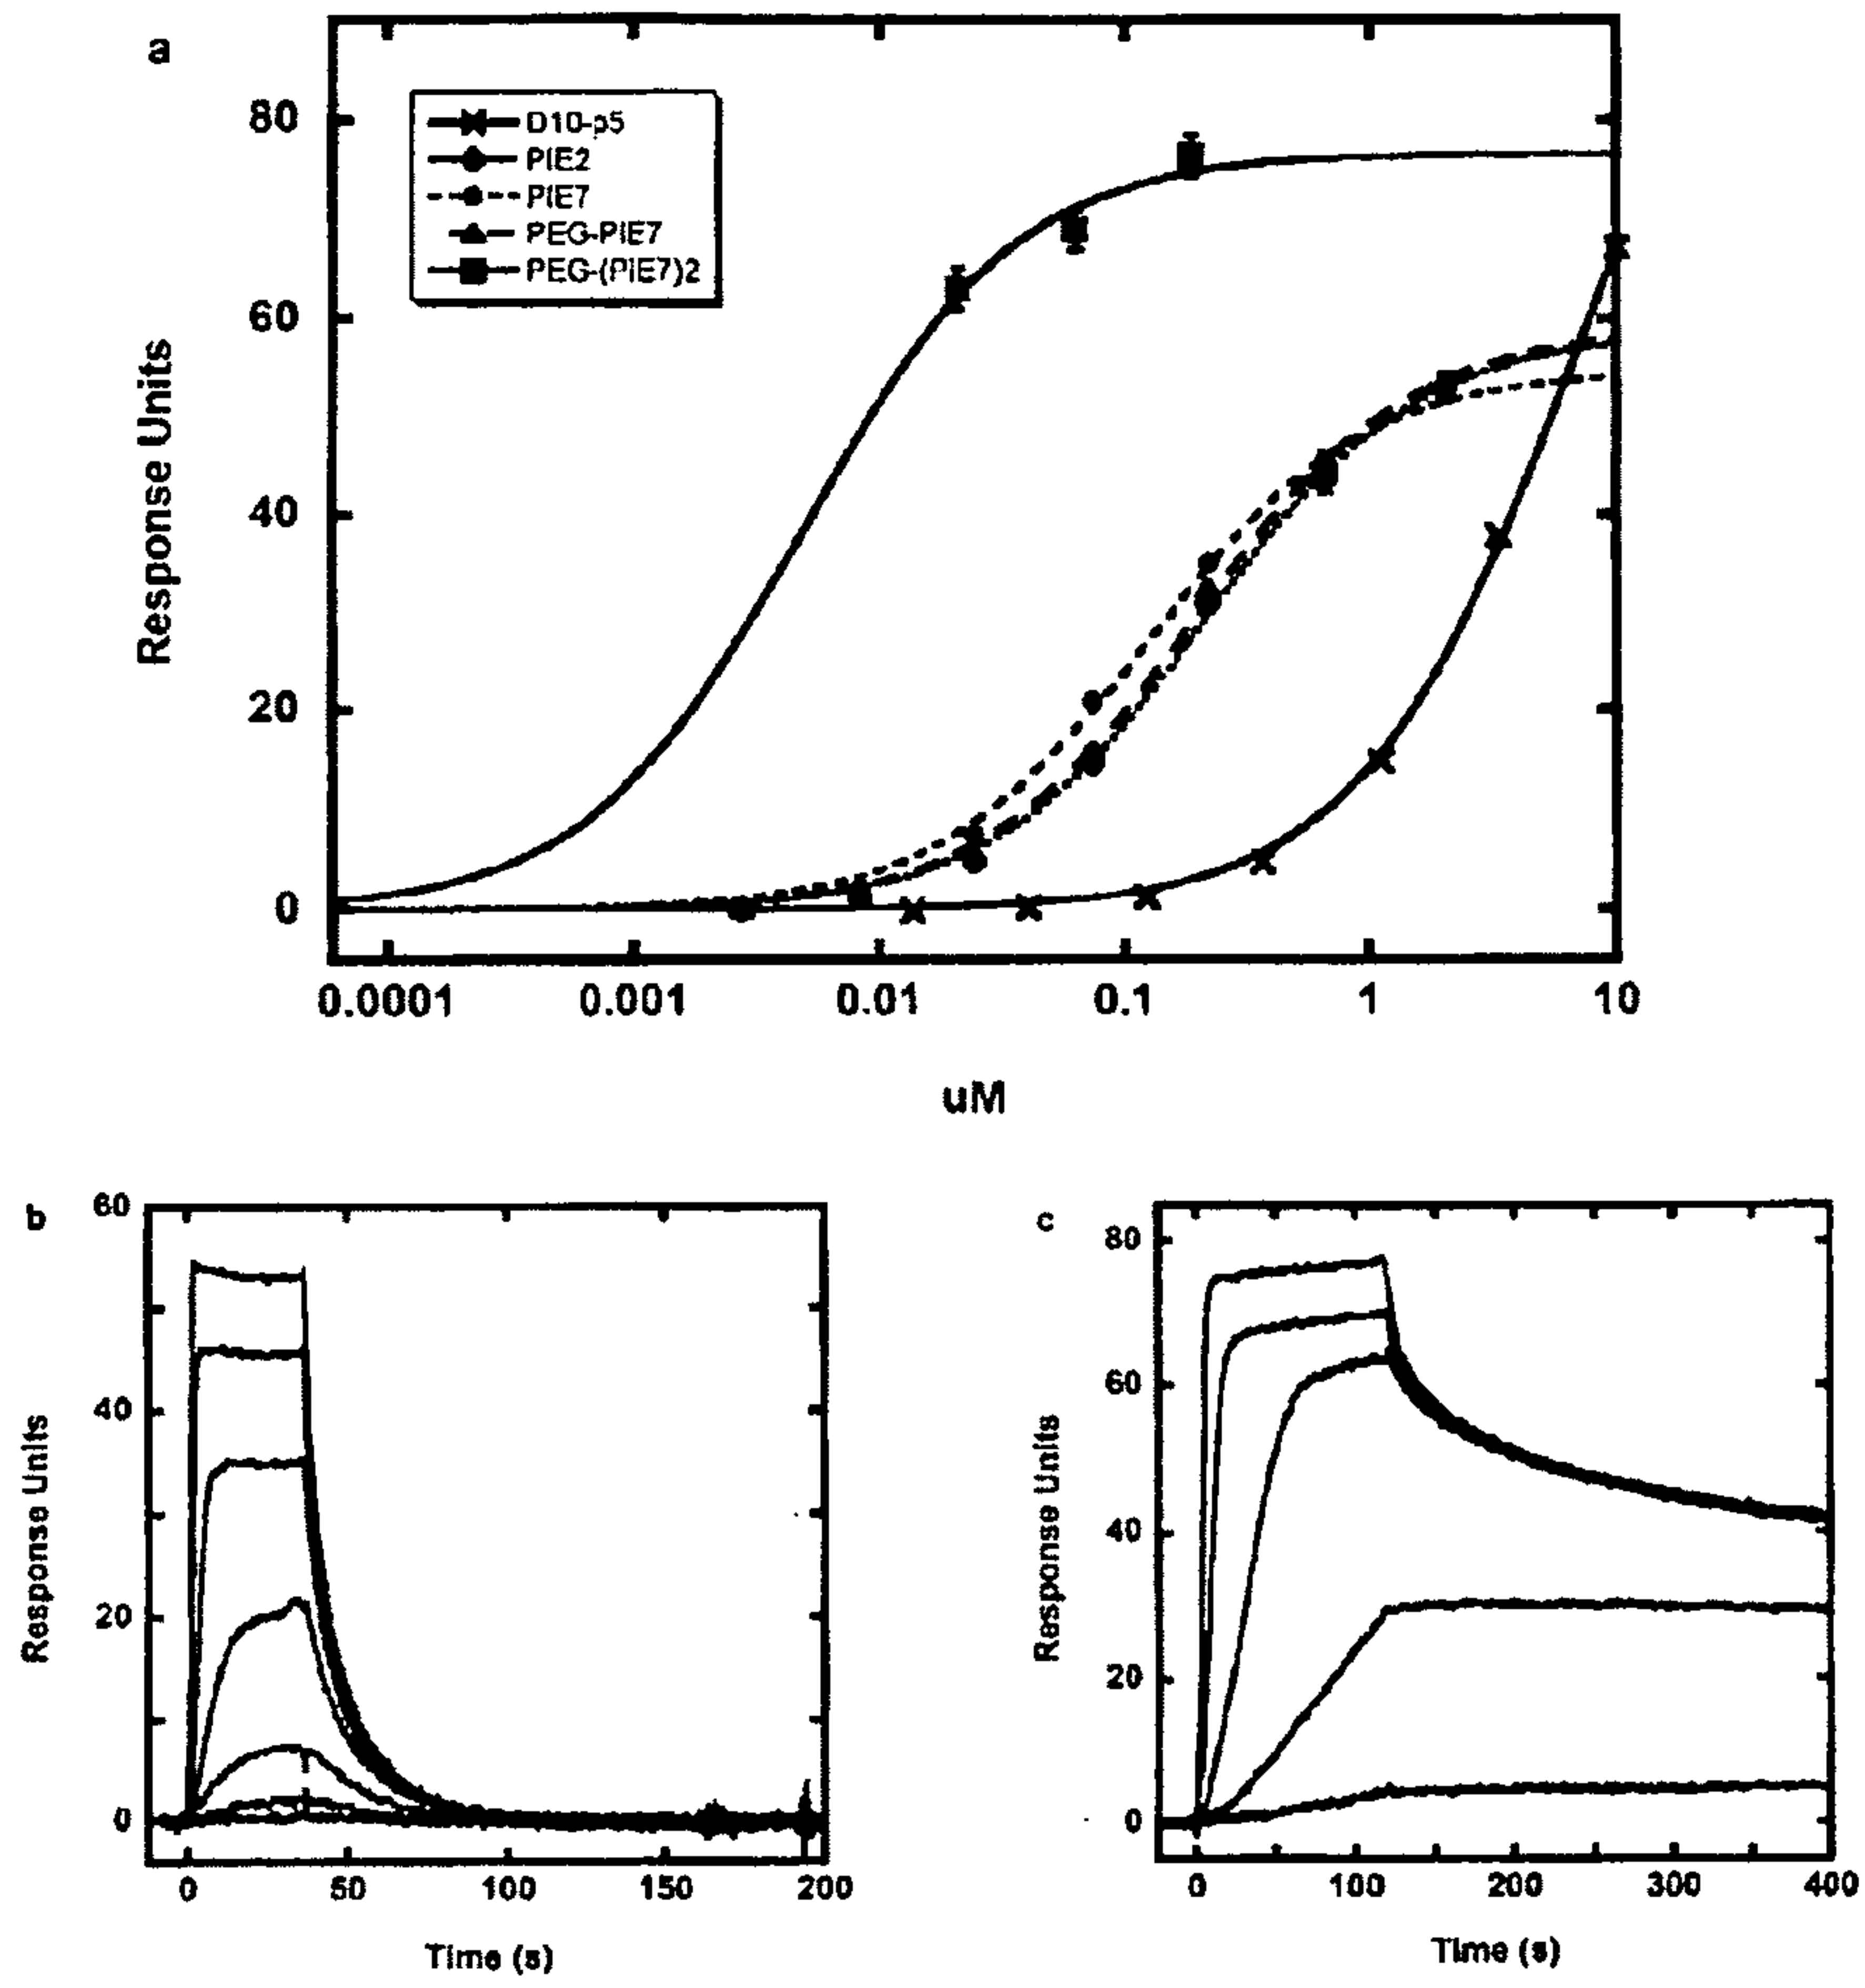 a
80
60
40
20
0
Response Units
D10-p5
PIE2
PIE7
PEG-PIE7
PEG-(PIE7)2
0.0001 0.001 0.01 0.1 1 10
uM
b
60
40
20
0
Response Units
0 50 100 150 200
Time (s)
c
80
60
40
20
0
Response Units
0 100 200 300 400
Time (s)